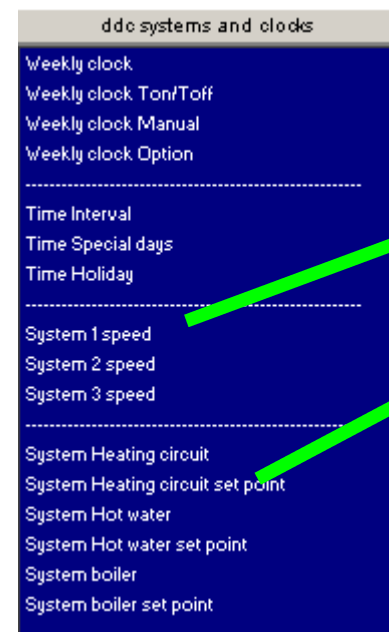 ddc systems and clocks
Weekly clock
Weekly clock Ton/Toff
Weekly clock Manual
Weekly clock Option
Time Interval
Time Special days
Time Holiday
System 1 speed
System 2 speed
System 3 speed
System Heating circuit
System Heating circuit set point
System Hot water
System Hot water set point
System boiler
System boiler set point